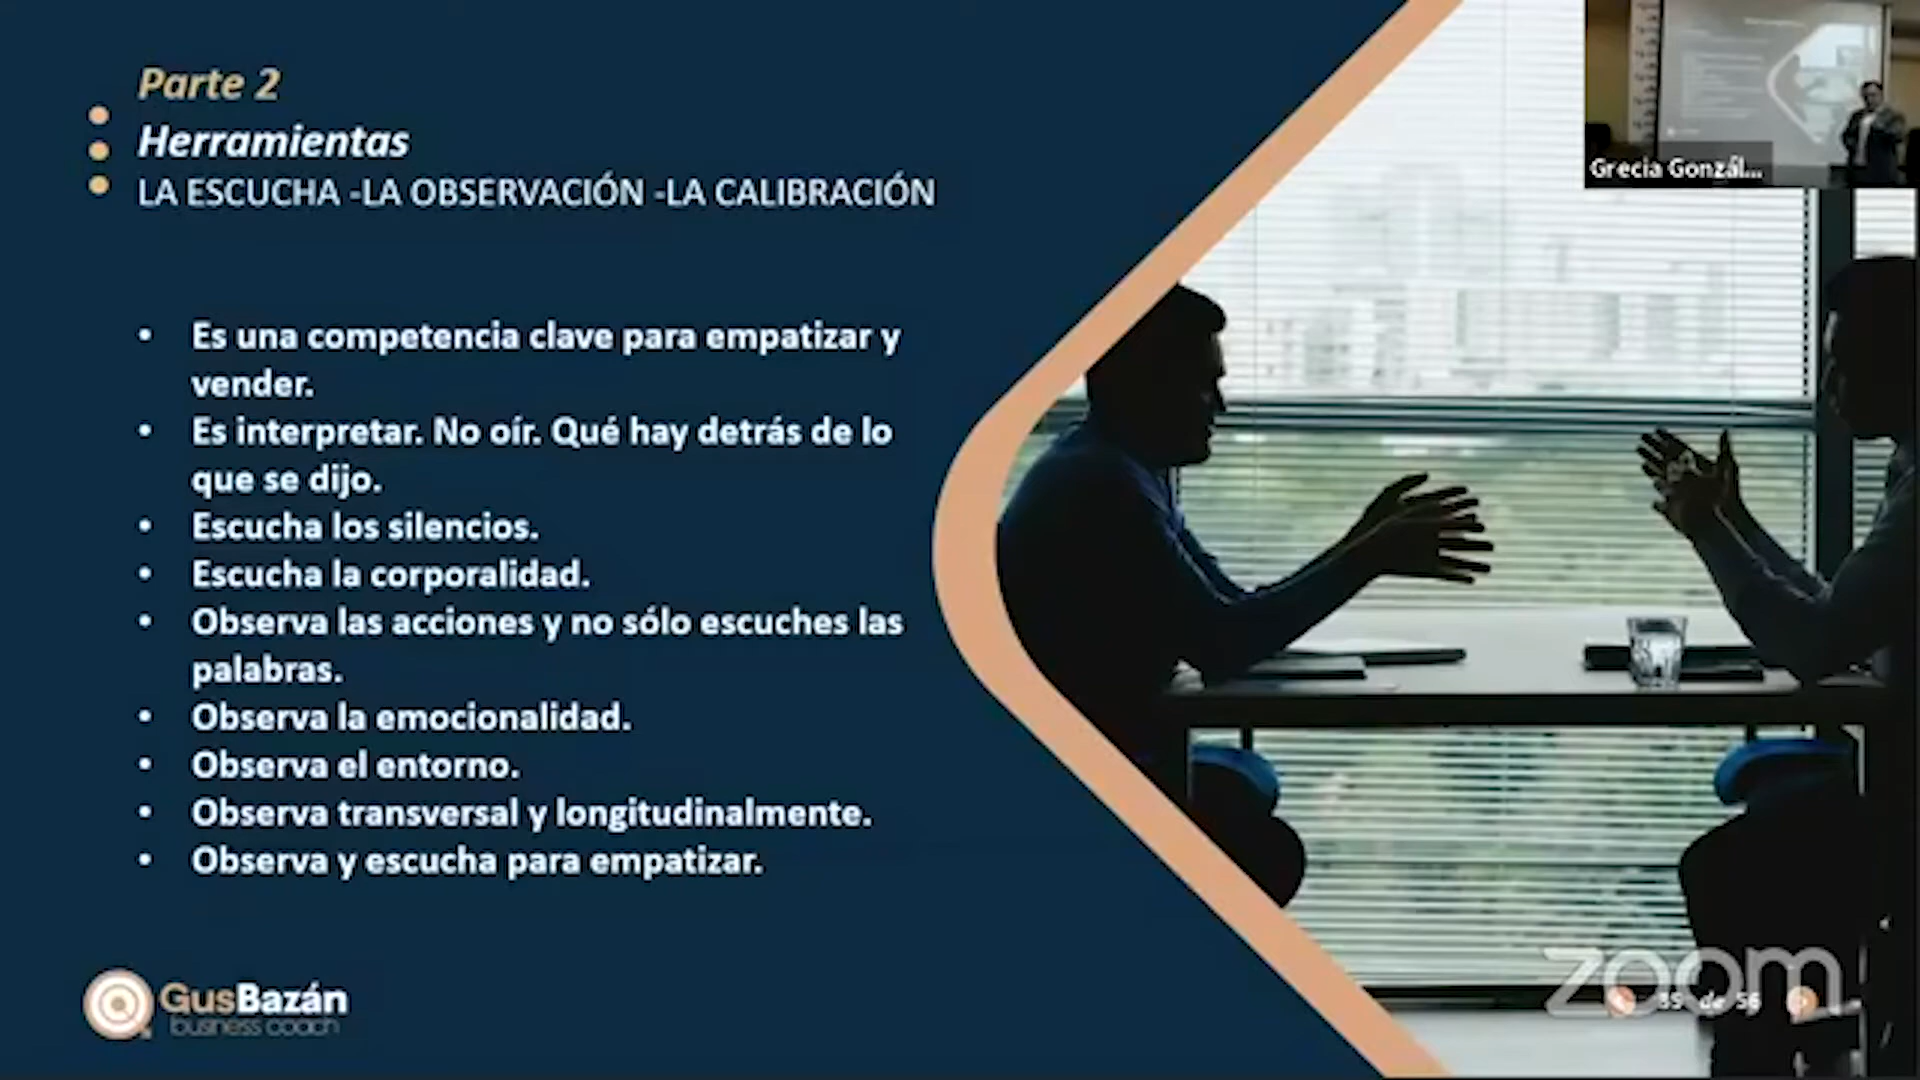 Parte 2
Herramientas
LA ESCUCHA -LA OBSERVACIÓN -LA CALIBRACIÓN
• Es una competencia clave para empatizar y
vender.
• Es interpretar. No oír. Qué hay detrás de lo
que se dijo.
• Escucha los silencios.
• Escucha la corporalidad.
• Observa las acciones y no sólo escuches las
palabras.
• Observa la emocionalidad.
• Observa el entorno.
• Observa transversal y longitudinalmente.
• Observa y escucha para empatizar.
Grecia Gonzál...
GusBazán
business coach
zoom
35 de 56